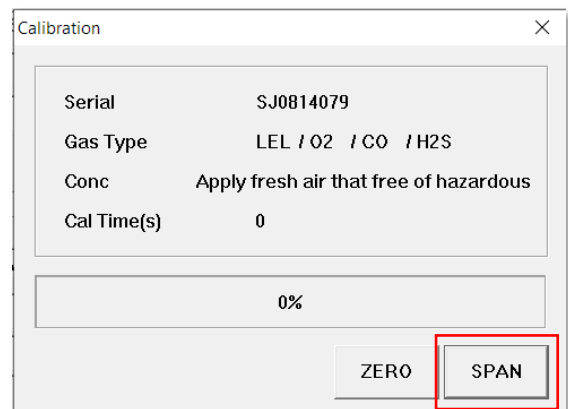 Calibration
Serial SJ0814079
Gas Type LEL / O2 / CO / H2S
Conc Apply fresh air that free of hazardous
Cal Time(s) 0
0%
ZERO SPAN